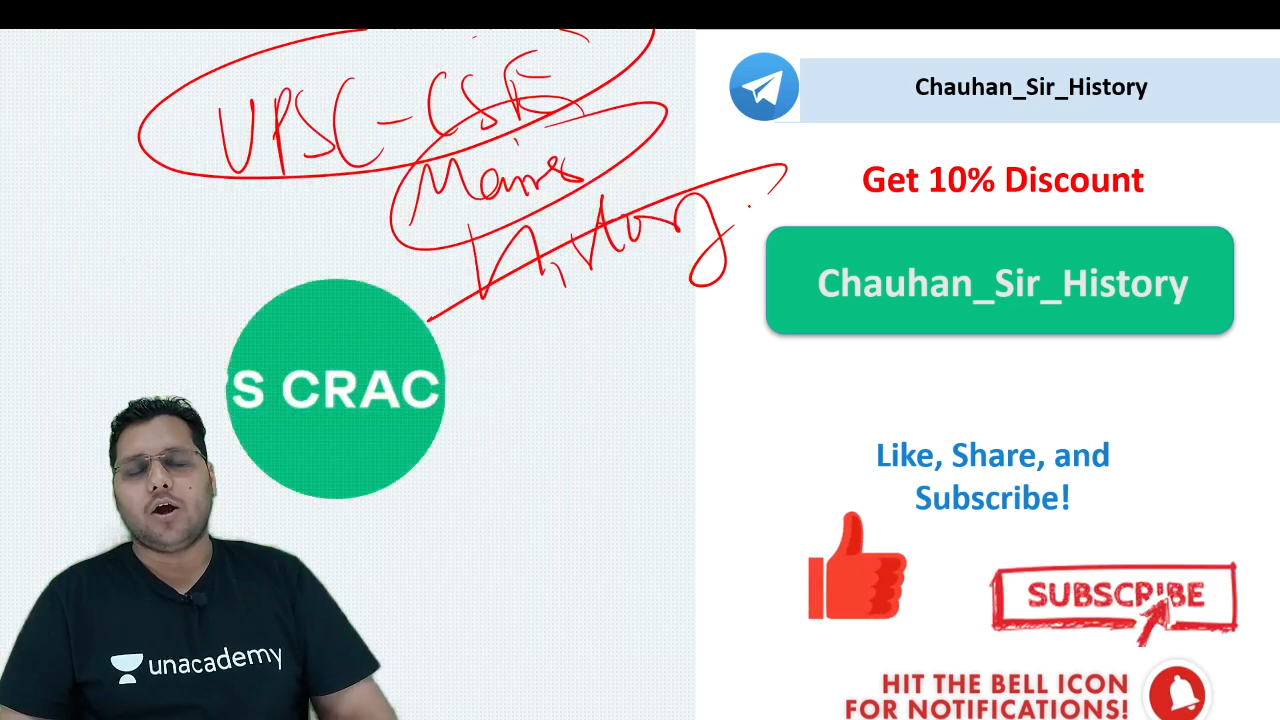 UPSC-CSE
Mains
History
S CRAC
unacademy
Chauhan_Sir_History
Get 10% Discount
Chauhan_Sir_History
Like, Share, and
Subscribe!
SUBSCRIBE
HIT THE BELL ICON
FOR NOTIFICATIONS!